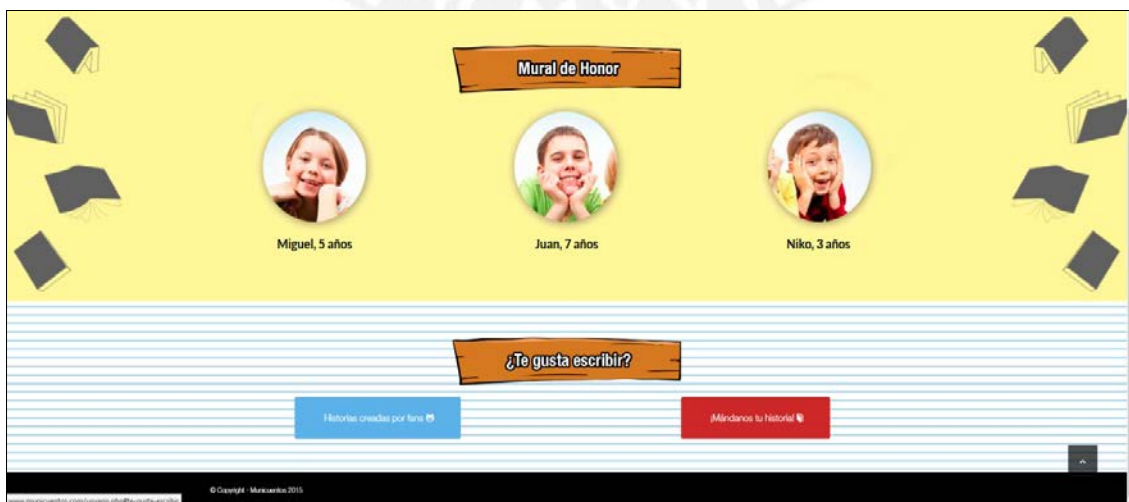 Mural de Honor
Miguel, 5 años
Juan, 7 años
Niko, 3 años
¿Te gusta escribir?
Historias creadas por fans
¡Mándanos tu historia!
© Copyright - Municuentos 2015